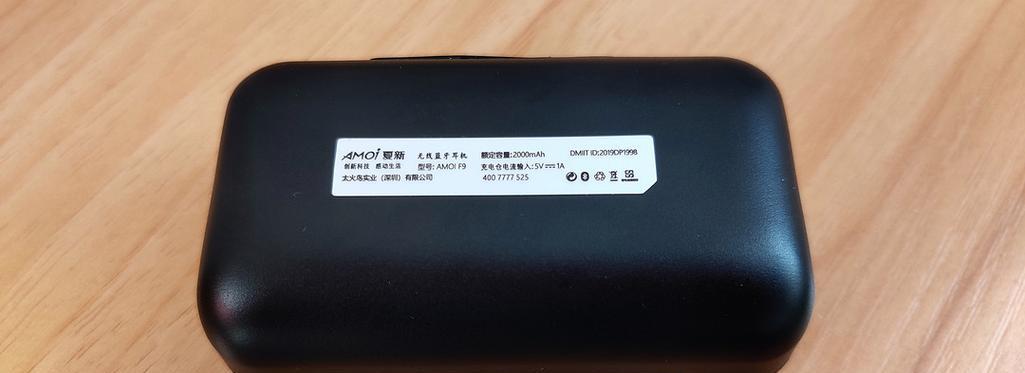 AMOi 夏新 无线蓝牙耳机 额定容量:2000mAh DMIIT ID:2019DP1998
创新科技 感动生活 型号: AMOI F9 充电仓电流输入:5V⎓1A
太火鸟实业（深圳）有限公司 400 7777 525